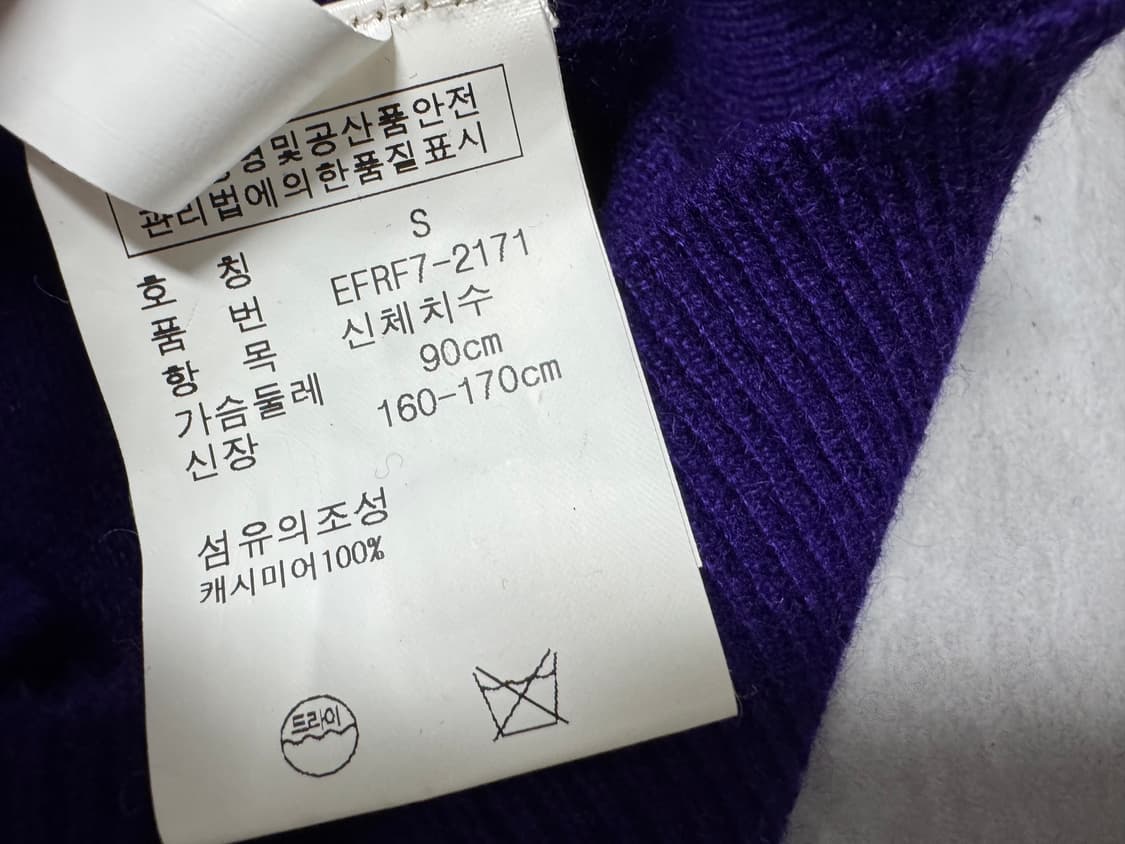 및공산품안전
관리법에의한품질표시
호 칭 S
품 번 EFRF7-2171
항 목 신체치수
가슴둘레 90cm
신장 160-170cm
섬유의조성
캐시미어100%
드라이